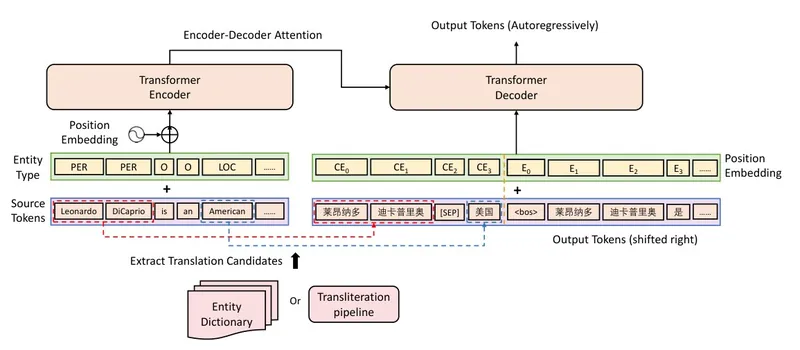 Output Tokens (Autoregressively)
Encoder-Decoder Attention
Transformer
Encoder
Transformer
Decoder
Position
Embedding
Entity
Type
PER PER O O LOC ......
CE0 CE1 CE2 CE3 E0 E1 E2 E3 ......
Position
Embedding
+
+
Source
Tokens
Leonardo DiCaprio is an American ......
莱昂纳多 迪卡普里奥 [SEP] 美国 <bos> 莱昂纳多 迪卡普里奥 是 ......
Output Tokens (shifted right)
Extract Translation Candidates
Entity
Dictionary
Or
Transliteration
pipeline